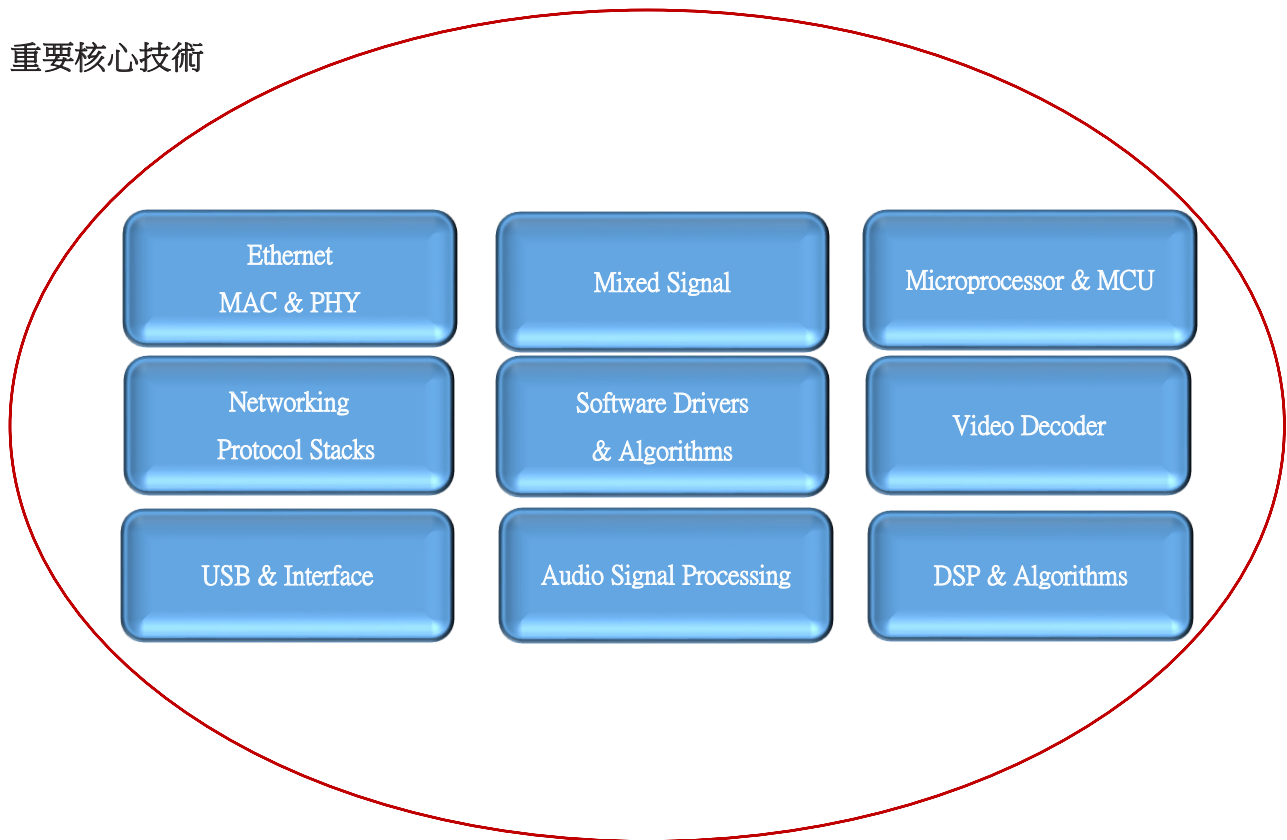 重要核心技術
Ethernet
MAC & PHY
Mixed Signal
Microprocessor & MCU
Networking
Protocol Stacks
Software Drivers
& Algorithms
Video Decoder
USB & Interface
Audio Signal Processing
DSP & Algorithms